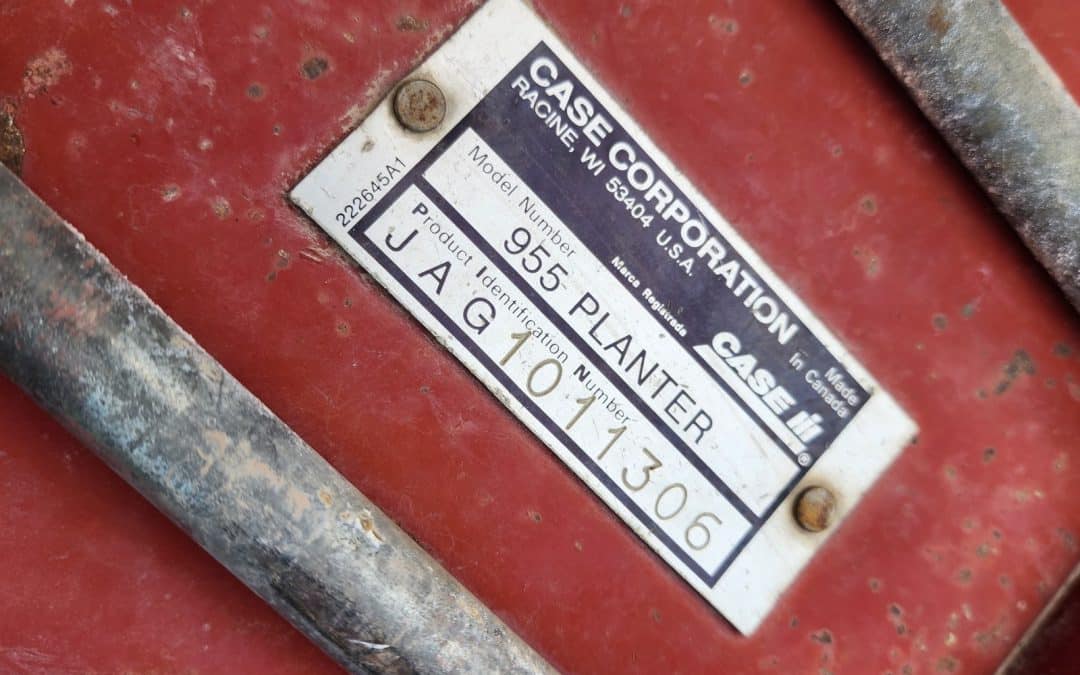 CASE CORPORATION
RACINE, WI 53404 U.S.A.
Made
in Canada
Marca Registrada
CASE IH®
Model Number
955 PLANTER
Product Identification Number
JAG1011306
222645A1